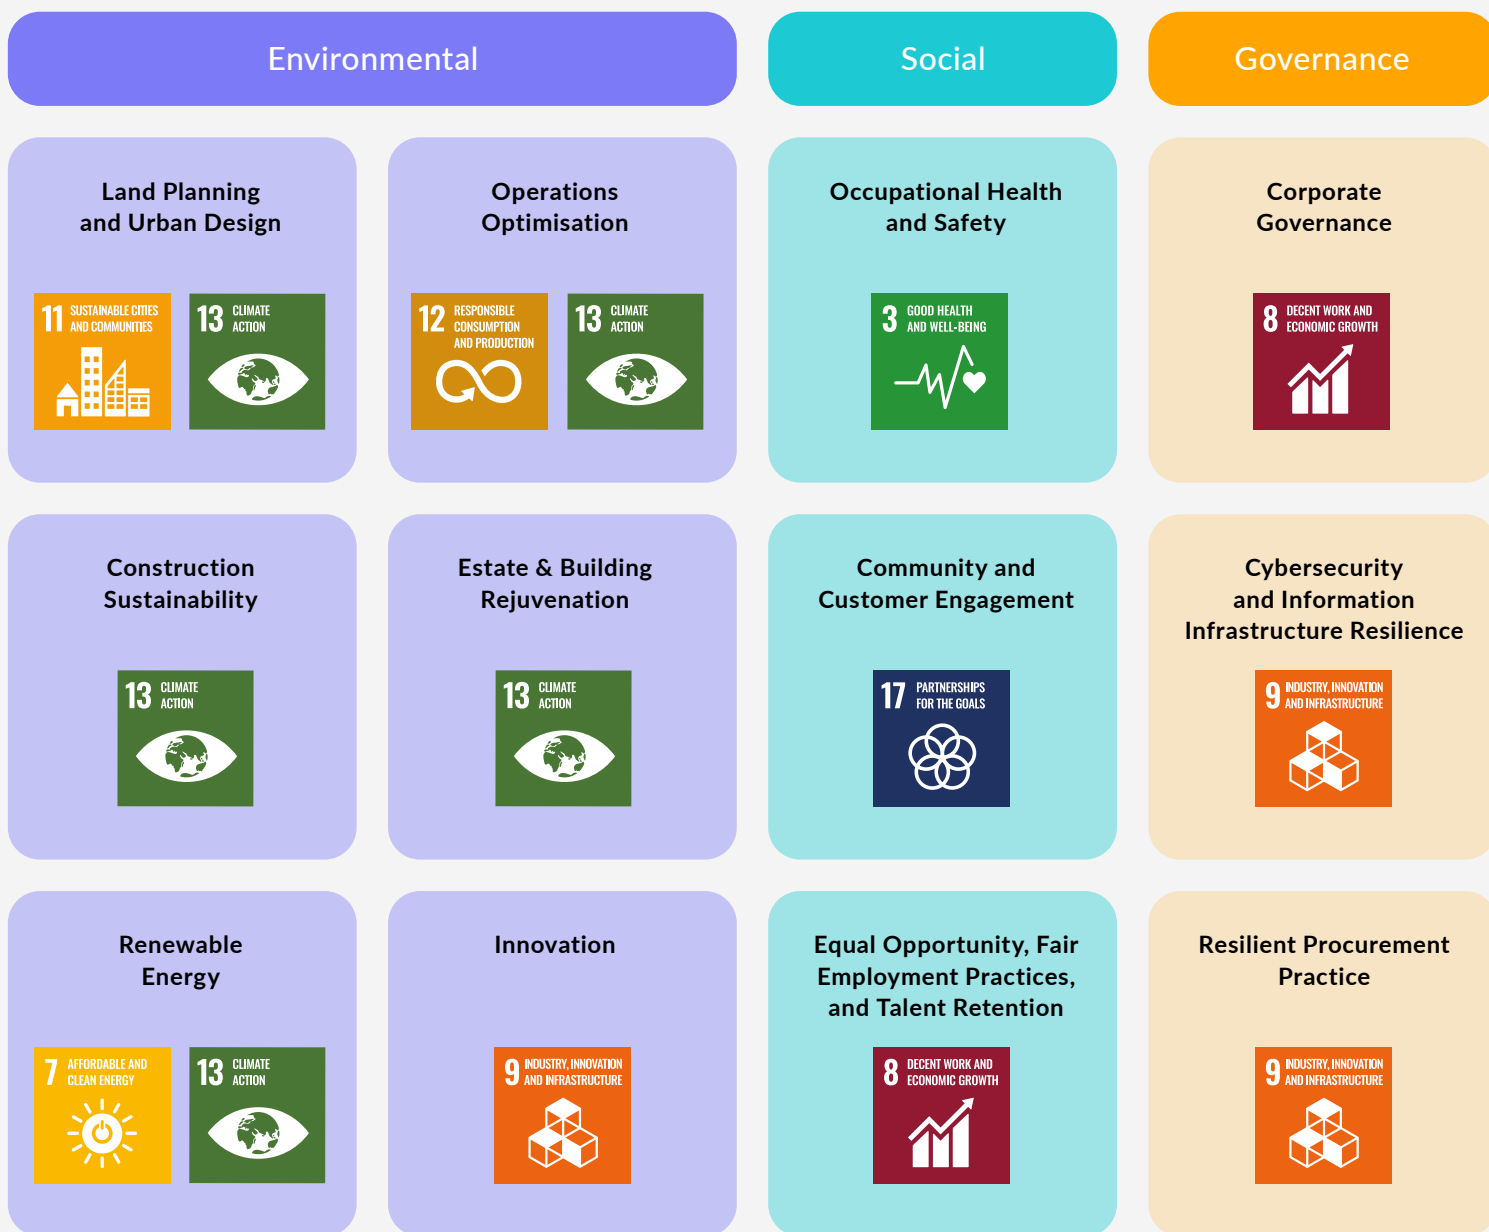 Environmental
Social
Governance
Land Planning
and Urban Design
11 SUSTAINABLE CITIES
AND COMMUNITIES
13 CLIMATE
ACTION
Operations
Optimisation
12 RESPONSIBLE
CONSUMPTION
AND PRODUCTION
13 CLIMATE
ACTION
Occupational Health
and Safety
3 GOOD HEALTH
AND WELL-BEING
Corporate
Governance
8 DECENT WORK AND
ECONOMIC GROWTH
Construction
Sustainability
13 CLIMATE
ACTION
Estate & Building
Rejuvenation
13 CLIMATE
ACTION
Community and
Customer Engagement
17 PARTNERSHIPS
FOR THE GOALS
Cybersecurity
and Information
Infrastructure Resilience
9 INDUSTRY, INNOVATION
AND INFRASTRUCTURE
Renewable
Energy
7 AFFORDABLE AND
CLEAN ENERGY
13 CLIMATE
ACTION
Innovation
9 INDUSTRY, INNOVATION
AND INFRASTRUCTURE
Equal Opportunity, Fair
Employment Practices,
and Talent Retention
8 DECENT WORK AND
ECONOMIC GROWTH
Resilient Procurement
Practice
9 INDUSTRY, INNOVATION
AND INFRASTRUCTURE